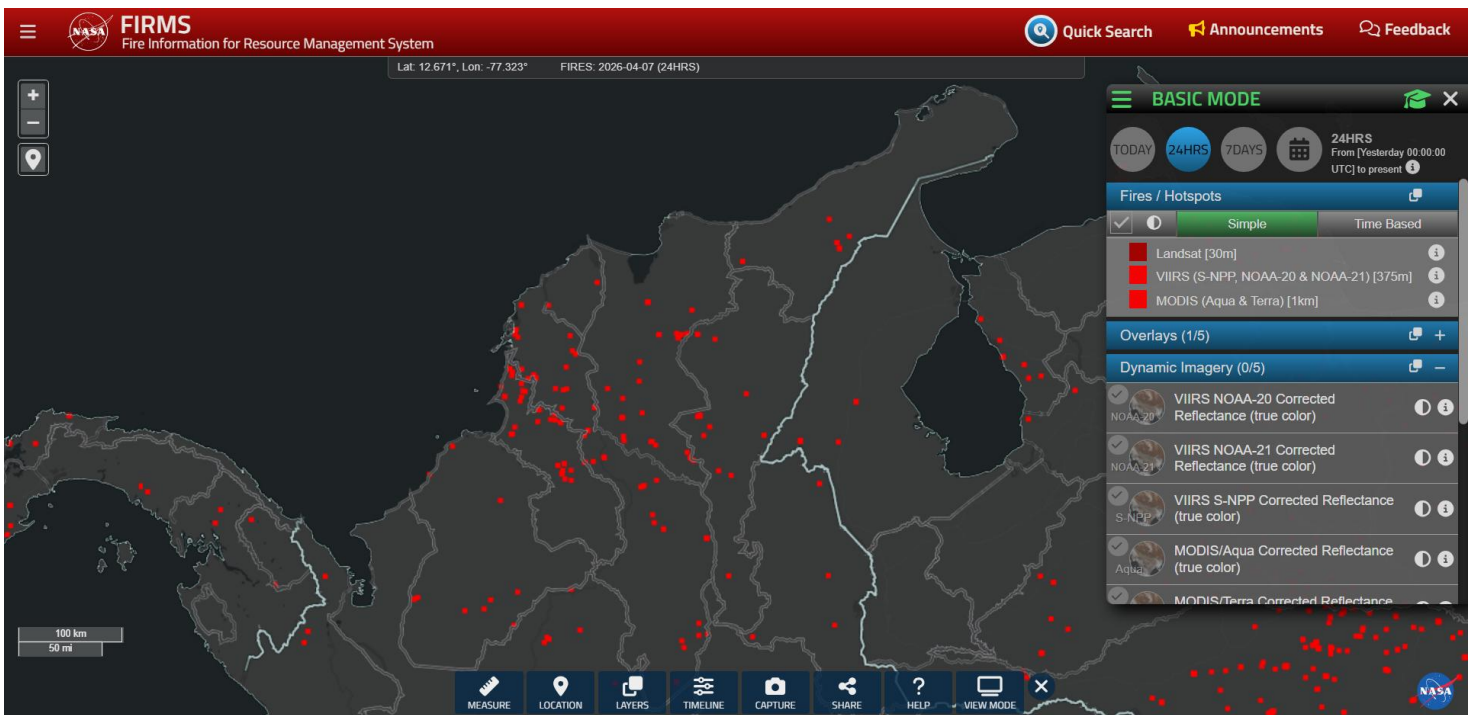 NASA
FIRMS
Fire Information for Resource Management System
Quick Search
Announcements
Feedback
Lat: 12.671°, Lon: -77.323° FIRES: 2026-04-07 (24HRS)
+
−
BASIC MODE
TODAY
24HRS
7DAYS
24HRS
From [Yesterday 00:00:00
UTC] to present
Fires / Hotspots
Simple
Time Based
Landsat [30m]
VIIRS (S-NPP, NOAA-20 & NOAA-21) [375m]
MODIS (Aqua & Terra) [1km]
Overlays (1/5)
Dynamic Imagery (0/5)
NOAA-20
VIIRS NOAA-20 Corrected
Reflectance (true color)
NOAA-21
VIIRS NOAA-21 Corrected
Reflectance (true color)
S-NPP
VIIRS S-NPP Corrected Reflectance
(true color)
Aqua
MODIS/Aqua Corrected Reflectance
(true color)
MODIS/Terra Corrected Reflectance
100 km
50 mi
MEASURE
LOCATION
LAYERS
TIMELINE
CAPTURE
SHARE
HELP
VIEW MODE
NASA